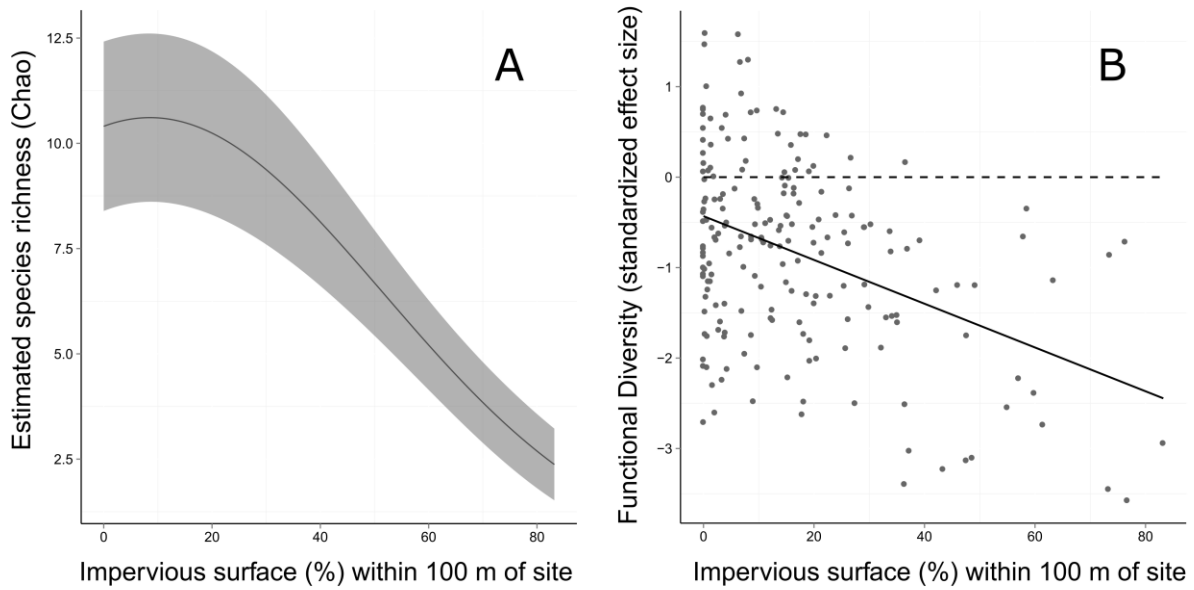 Estimated species richness (Chao)
12.5
10.0
7.5
5.0
2.5
A
0 20 40 60 80
Impervious surface (%) within 100 m of site
Functional Diversity (standardized effect size)
1
0
−1
−2
−3
B
0 20 40 60 80
Impervious surface (%) within 100 m of site